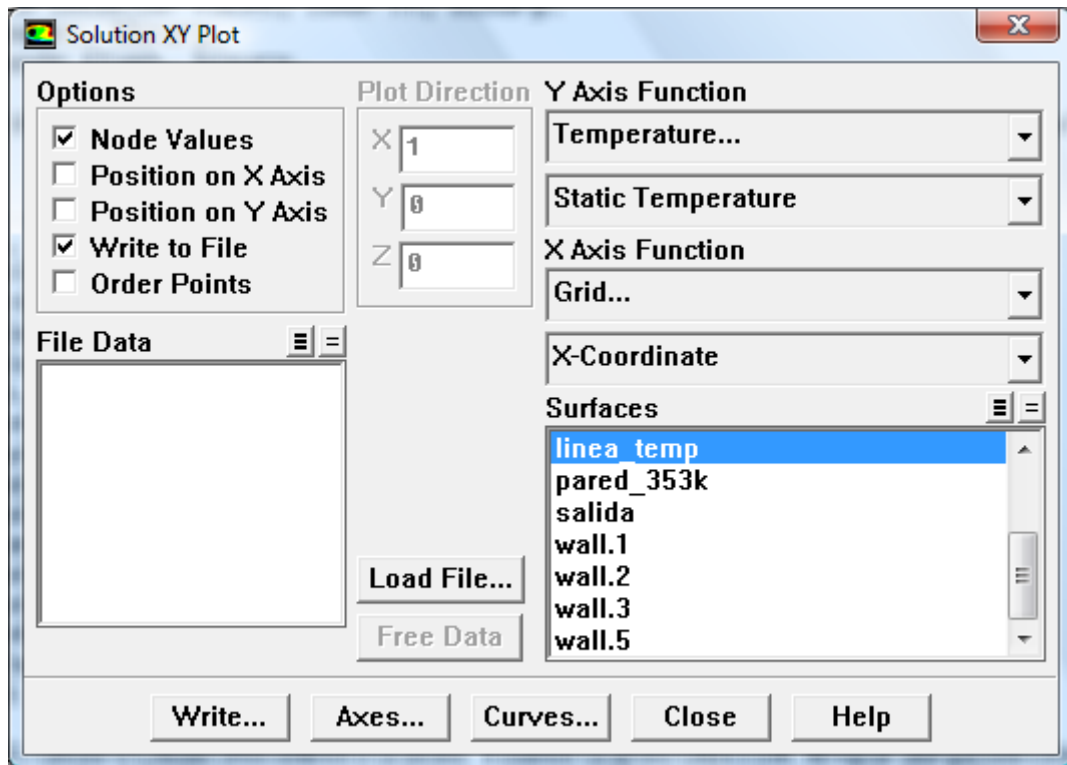 Solution XY Plot
Options
Node Values
Position on X Axis
Position on Y Axis
Write to File
Order Points
Plot Direction
X 1
Y 0
Z 0
Y Axis Function
Temperature...
Static Temperature
X Axis Function
Grid...
X-Coordinate
File Data
Surfaces
linea_temp
pared_353k
salida
wall.1
wall.2
wall.3
wall.5
Load File...
Free Data
Write...
Axes...
Curves...
Close
Help